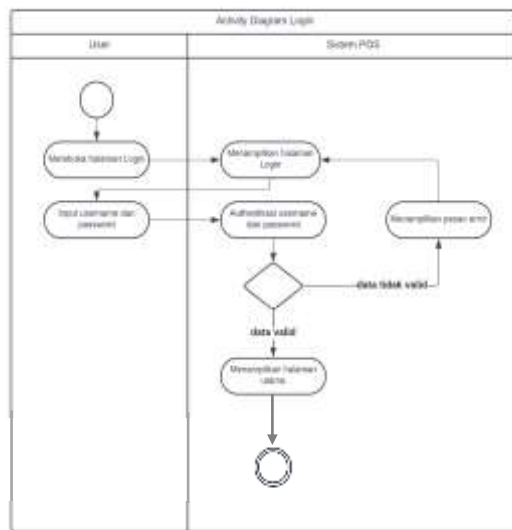 Activity Diagram Login
User
Sistem POS
Membuka halaman Login
Menampilkan halaman
Login
Input username dan
password
Authentikasi username
dan password
Menampilkan pesan error
data tidak valid
data valid
Menampilkan halaman
utama